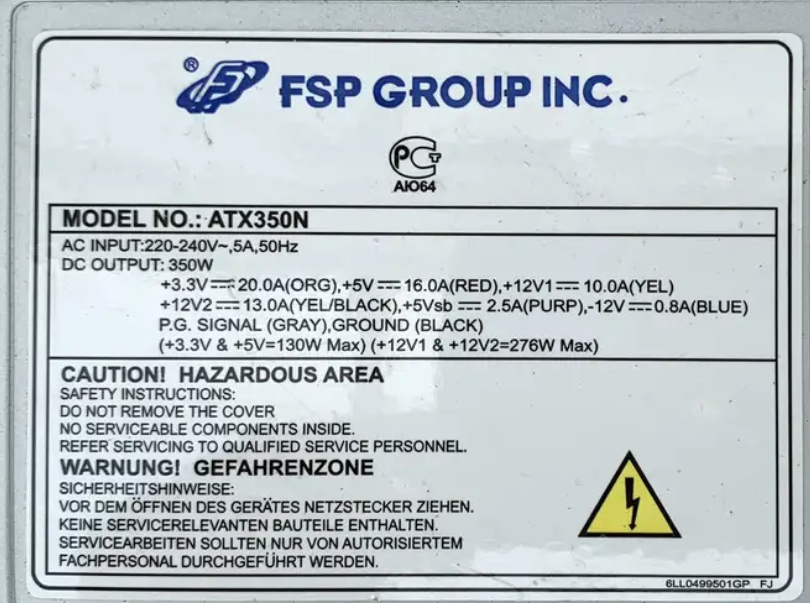 ® FSP GROUP INC.
PCT
AЮ64
MODEL NO.: ATX350N
AC INPUT:220-240V~,5A,50Hz
DC OUTPUT: 350W
+3.3V⎓20.0A(ORG),+5V⎓16.0A(RED),+12V1⎓10.0A(YEL)
+12V2⎓13.0A(YEL/BLACK),+5Vsb⎓2.5A(PURP),-12V⎓0.8A(BLUE)
P.G. SIGNAL (GRAY),GROUND (BLACK)
(+3.3V & +5V=130W Max) (+12V1 & +12V2=276W Max)
CAUTION! HAZARDOUS AREA
SAFETY INSTRUCTIONS:
DO NOT REMOVE THE COVER
NO SERVICEABLE COMPONENTS INSIDE.
REFER SERVICING TO QUALIFIED SERVICE PERSONNEL.
WARNUNG! GEFAHRENZONE
SICHERHEITSHINWEISE:
VOR DEM ÖFFNEN DES GERÄTES NETZSTECKER ZIEHEN.
KEINE SERVICERELEVANTEN BAUTEILE ENTHALTEN.
SERVICEARBEITEN SOLLTEN NUR VON AUTORISIERTEM
FACHPERSONAL DURCHGEFÜHRT WERDEN.
6LL0499501GP FJ